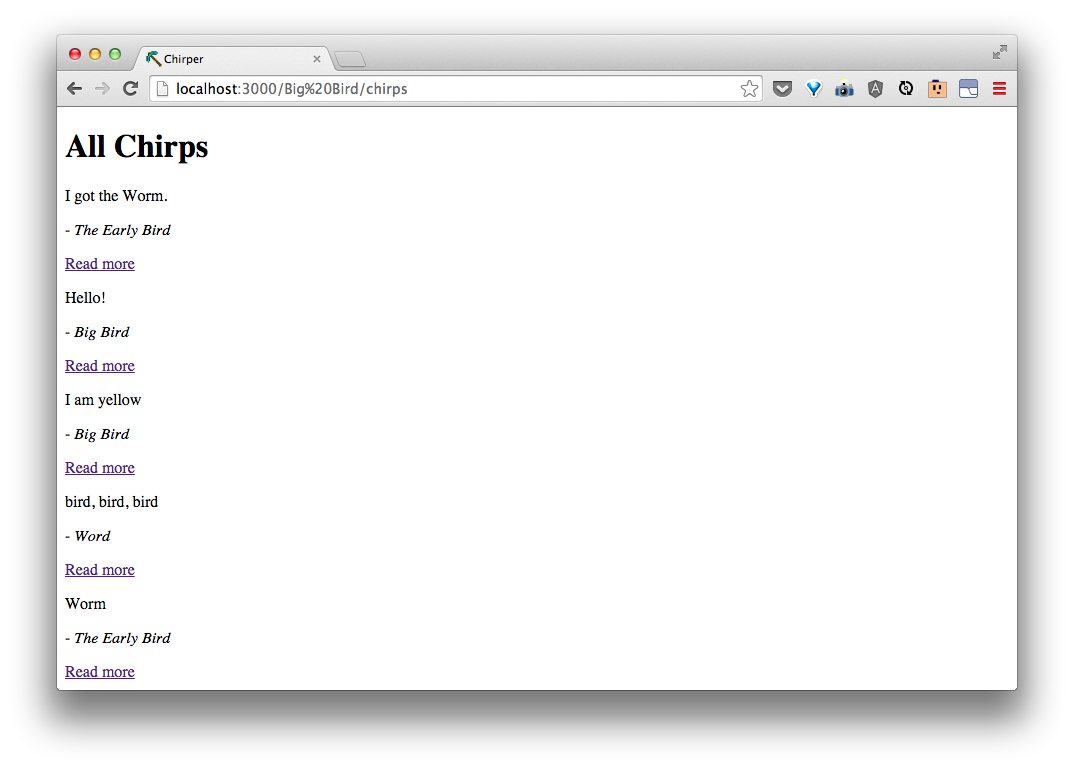 Chirper
localhost:3000/Big%20Bird/chirps
A
All Chirps
I got the Worm.
- The Early Bird
Read more
Hello!
- Big Bird
Read more
I am yellow
- Big Bird
Read more
bird, bird, bird
- Word
Read more
Worm
- The Early Bird
Read more